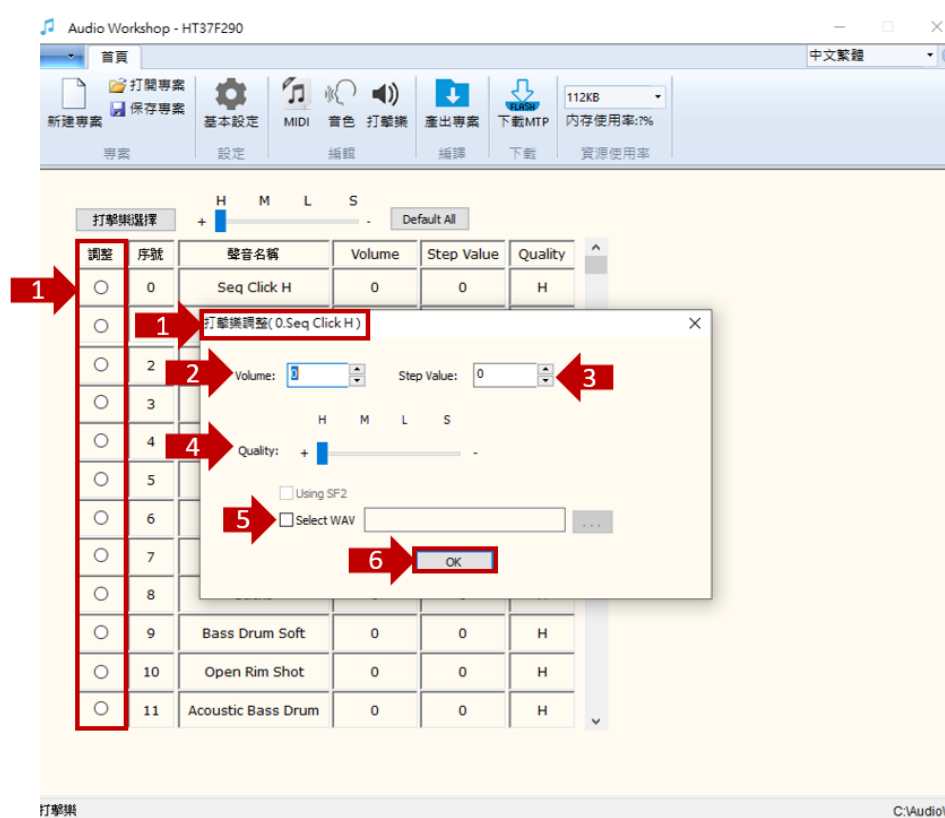 Audio Workshop - HT37F290
首頁
中文繁體
新建專案
打開專案
保存專案
基本設定
MIDI
音色
打擊樂
產出專案
FLASH
下載MTP
112KB
內存使用率:?%
專案
設定
編輯
編譯
下載
資源使用率
H M L S
打擊樂選擇
+ -
Default All
調整 序號 聲音名稱 Volume Step Value Quality
1
0 Seq Click H 0 0 H
1
打擊樂調整( 0.Seq Click H )
2
2
Volume: 0
Step Value: 0
3
3
H M L S
4
4
Quality: + -
5
Using SF2
6
5
Select WAV
...
7
6
OK
8
9 Bass Drum Soft 0 0 H
10 Open Rim Shot 0 0 H
11 Acoustic Bass Drum 0 0 H
打擊樂
C:\Audio\